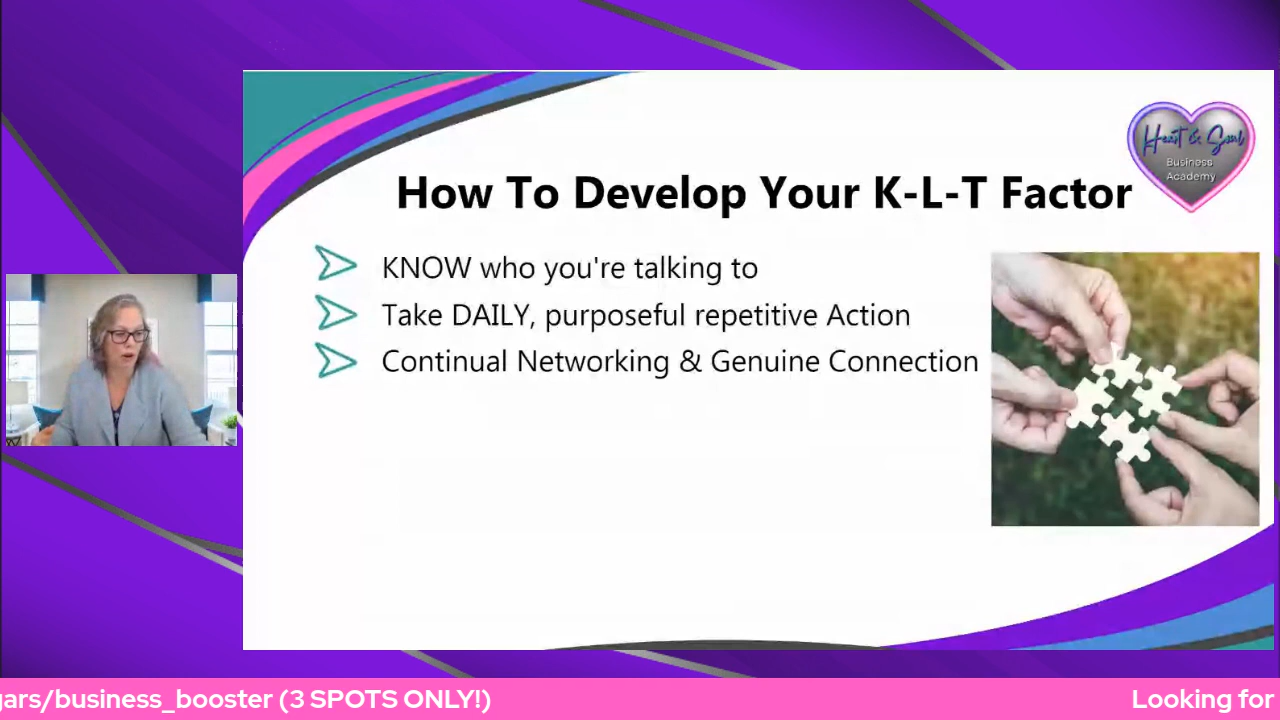 Heart & Soul
Business
Academy
How To Develop Your K-L-T Factor
KNOW who you're talking to
Take DAILY, purposeful repetitive Action
Continual Networking & Genuine Connection
/business_booster (3 SPOTS ONLY!)
Looking for